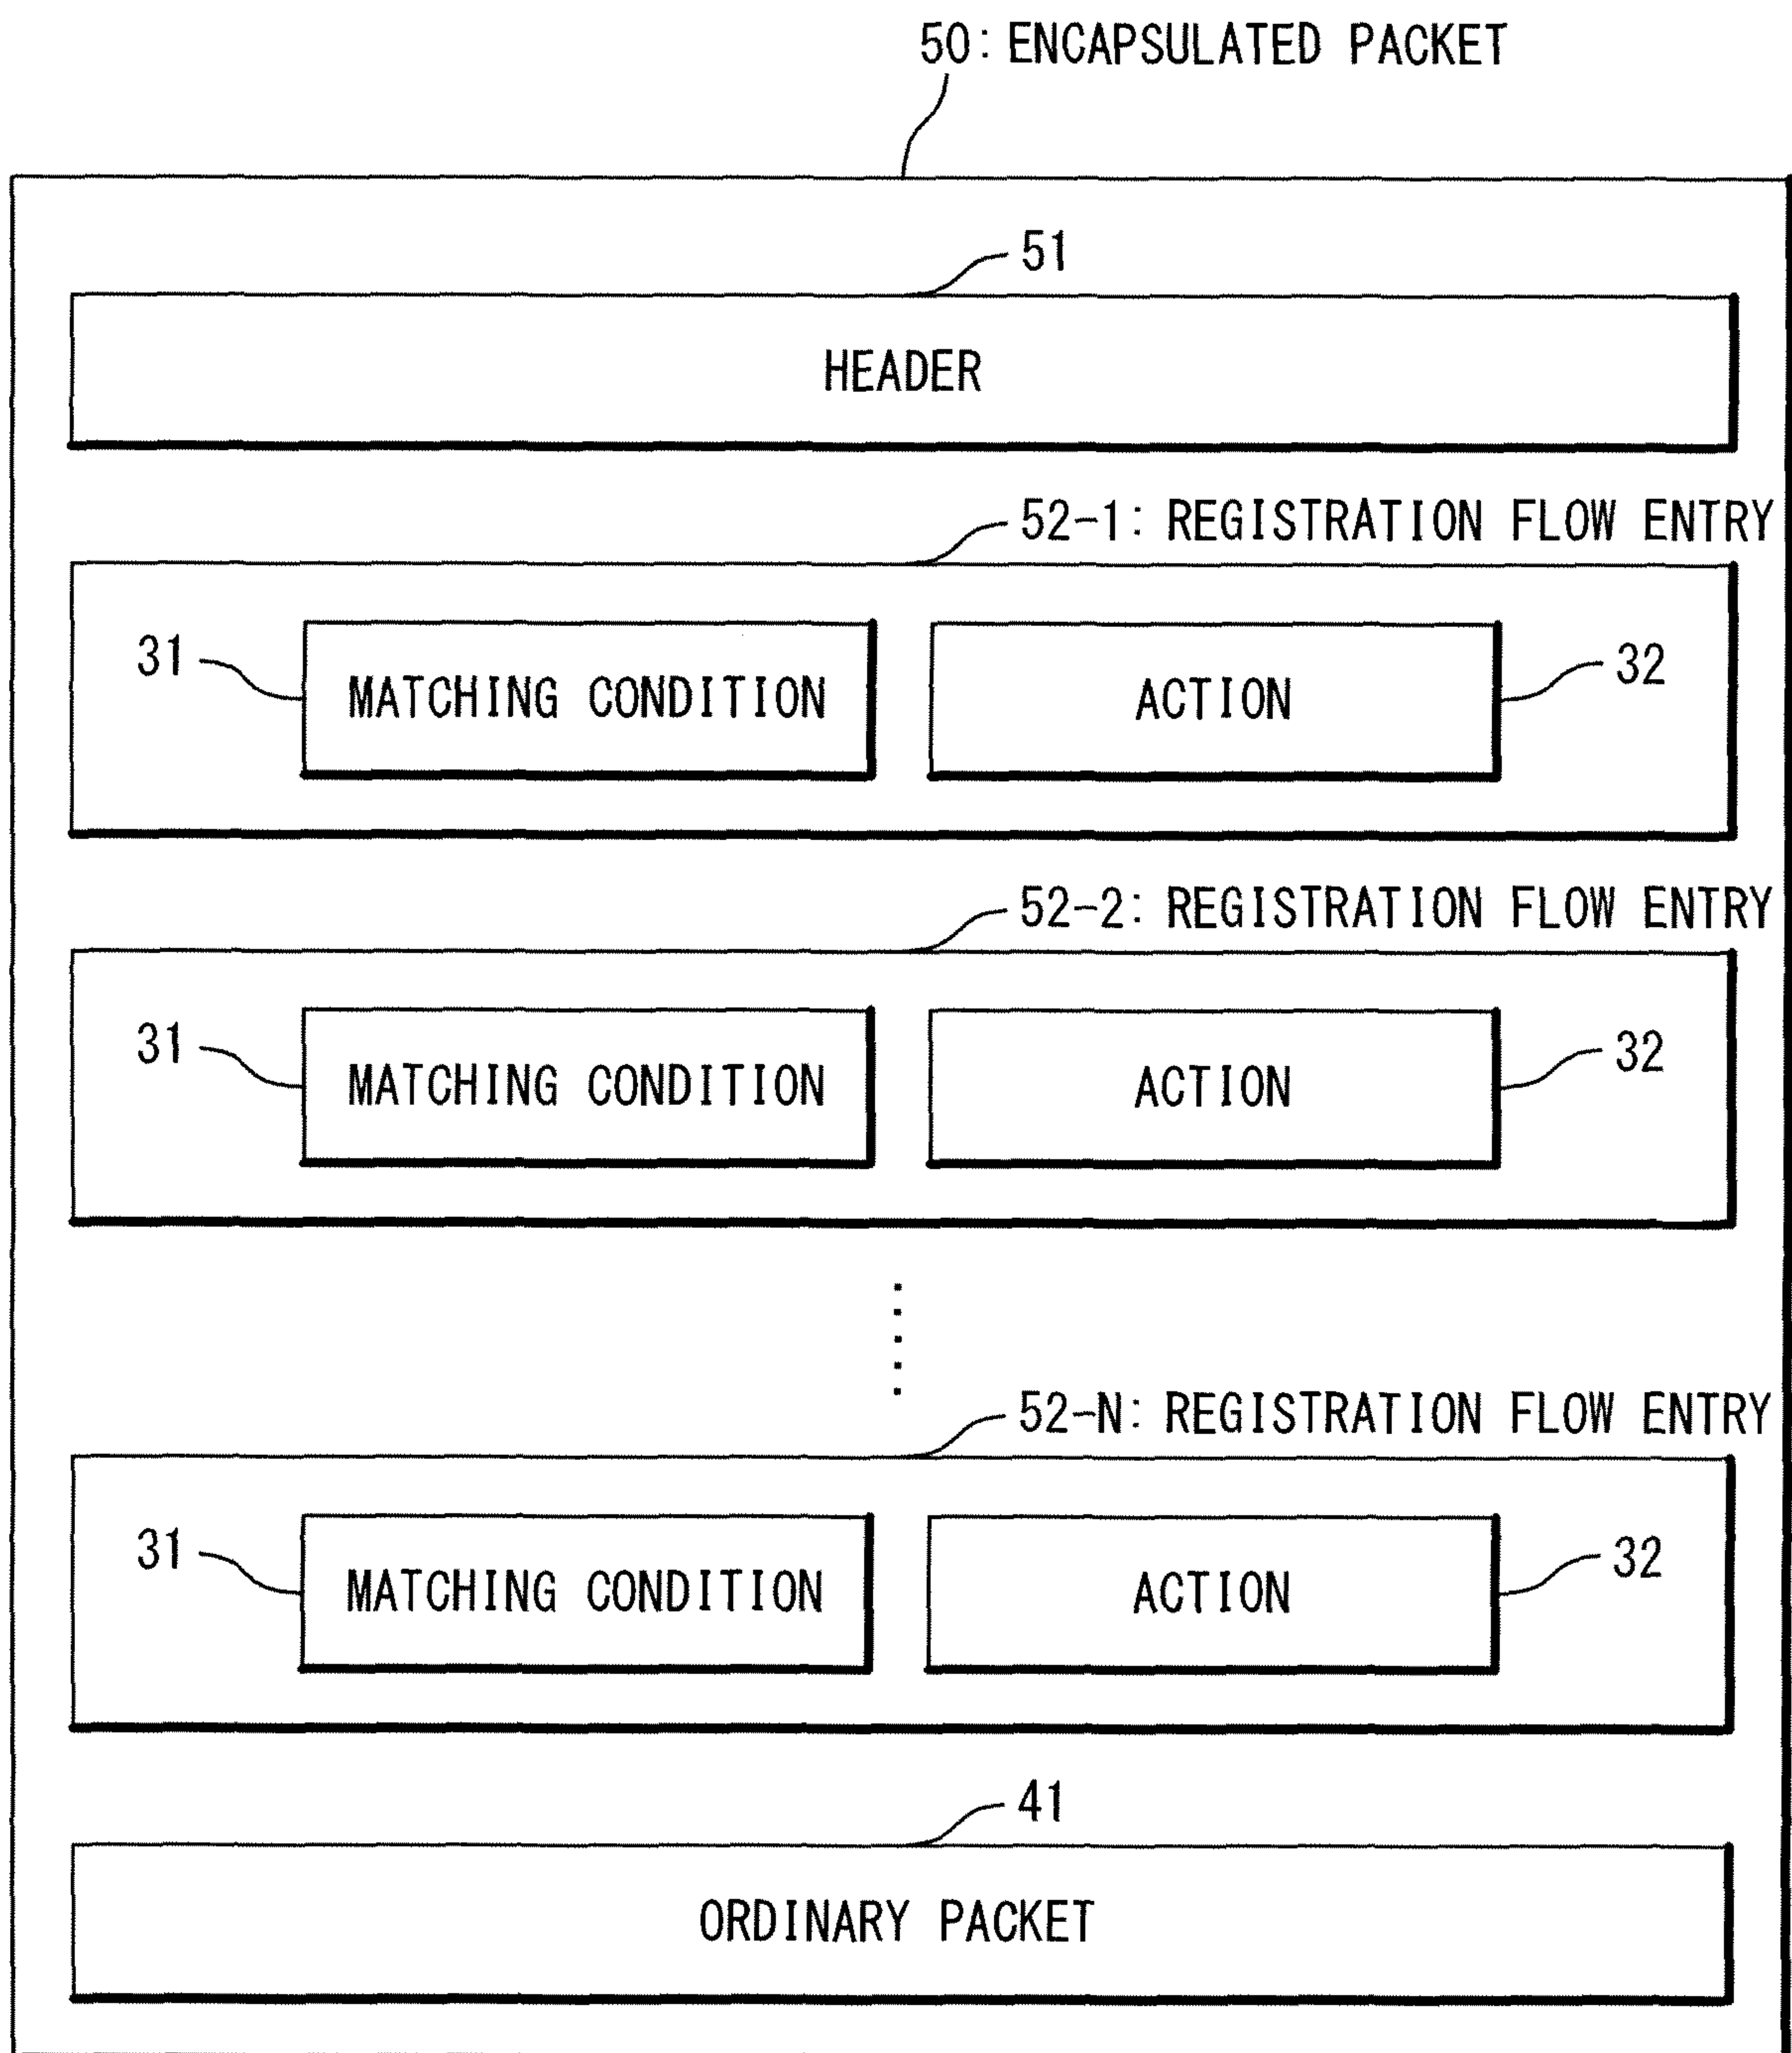 50: ENCAPSULATED PACKET
51
HEADER
52-1: REGISTRATION FLOW ENTRY
31 MATCHING CONDITION ACTION 32
52-2: REGISTRATION FLOW ENTRY
31 MATCHING CONDITION ACTION 32
52-N: REGISTRATION FLOW ENTRY
31 MATCHING CONDITION ACTION 32
41
ORDINARY PACKET